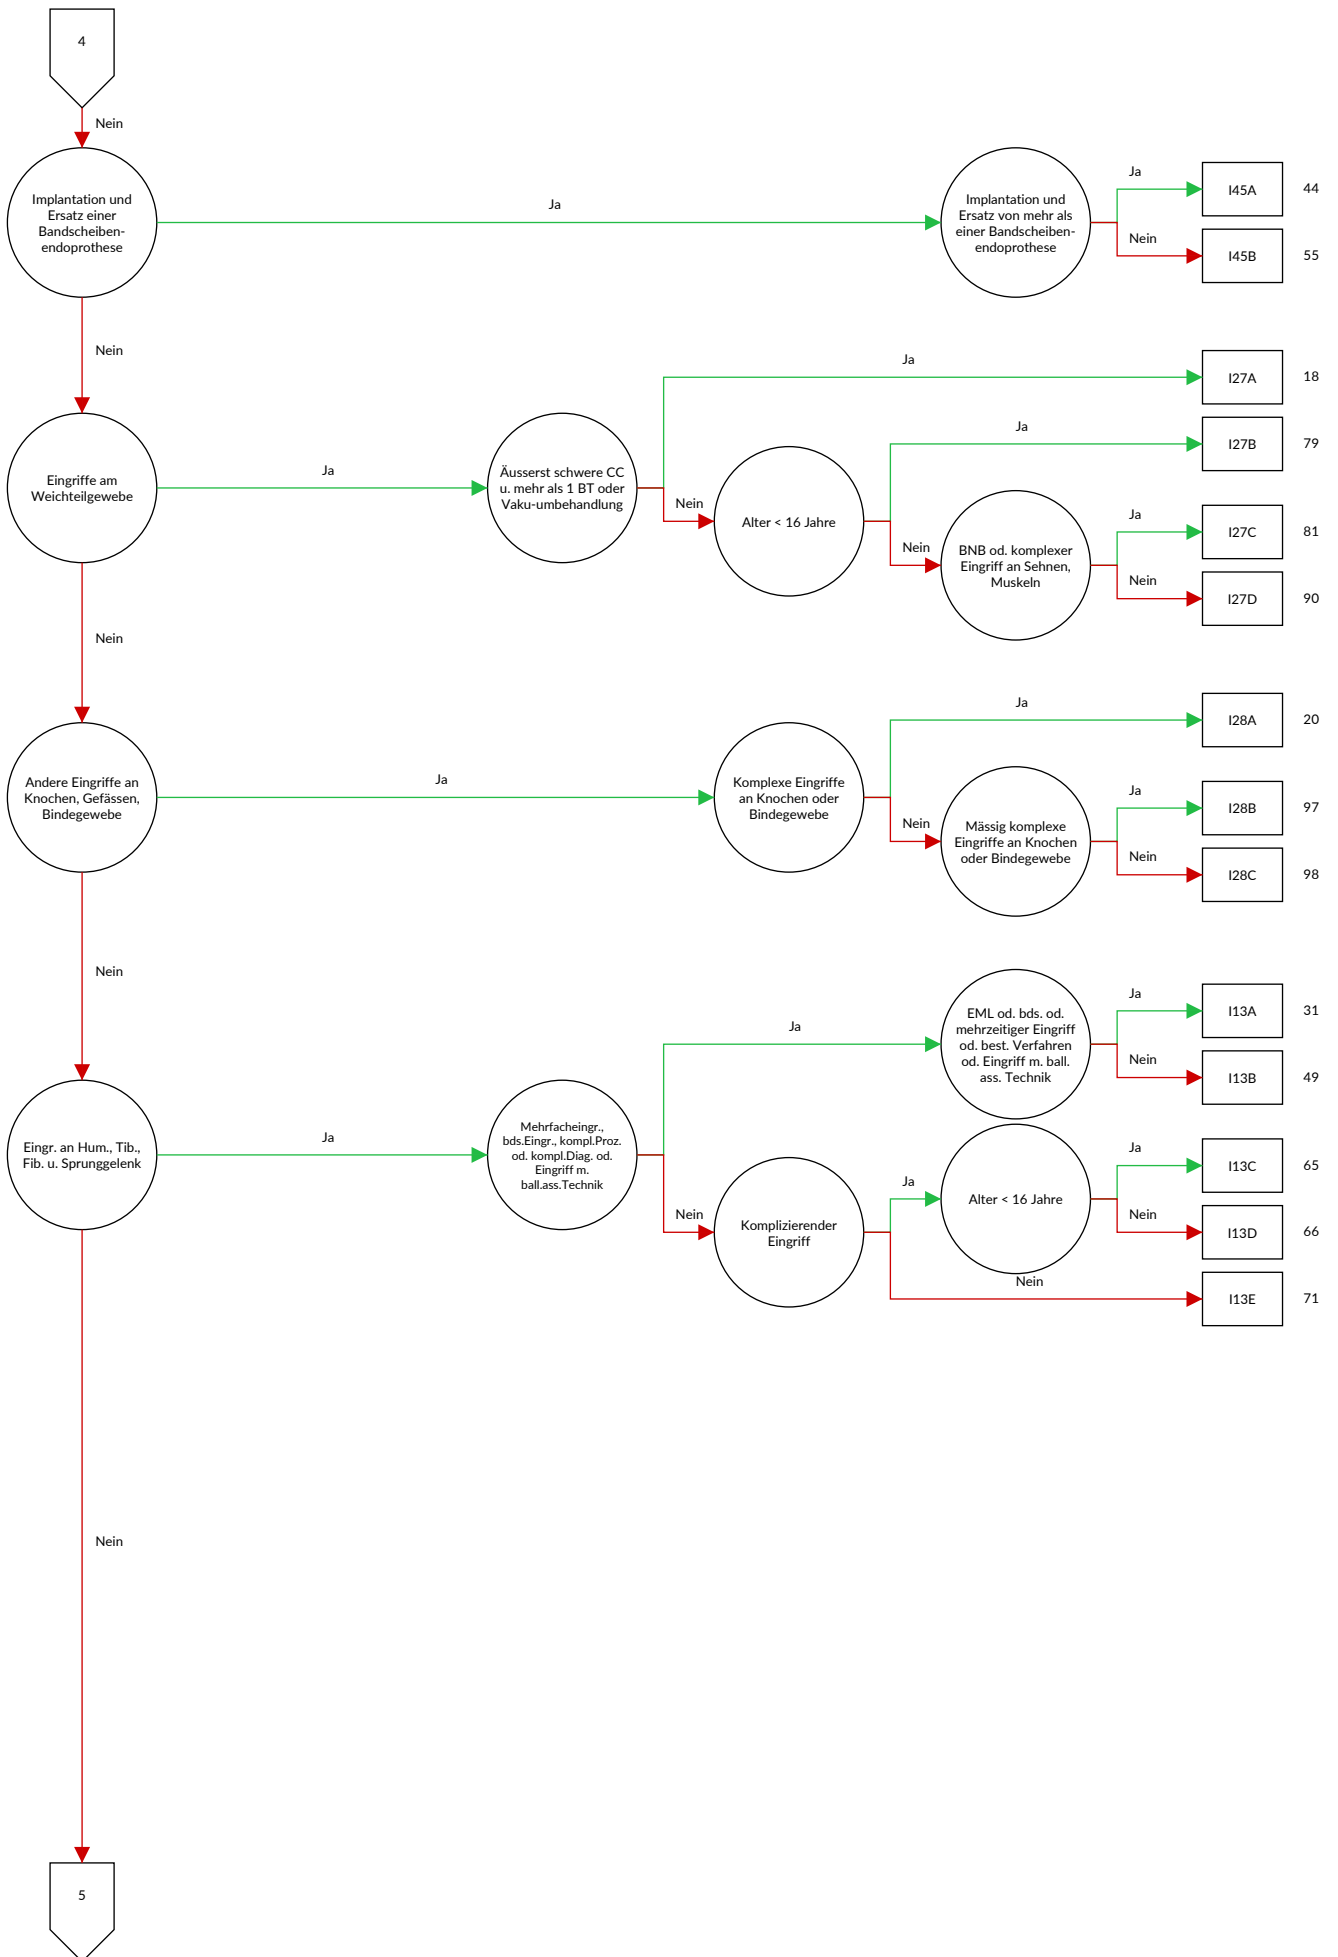 4
Nein
Implantation und
Ersatz einer
Bandscheiben-
endoprothese
Ja
Implantation und
Ersatz von mehr als
einer Bandscheiben-
endoprothese
Ja
I45A
44
Nein
I45B
55
Nein
Eingriffe am
Weichteilgewebe
Ja
Äusserst schwere CC
u. mehr als 1 BT oder
Vaku-umbehandlung
Ja
I27A
18
Nein
Alter < 16 Jahre
Ja
I27B
79
Nein
BNB od. komplexer
Eingriff an Sehnen,
Muskeln
Ja
I27C
81
Nein
I27D
90
Nein
Andere Eingriffe an
Knochen, Gefässen,
Bindegewebe
Ja
Komplexe Eingriffe
an Knochen oder
Bindegewebe
Ja
I28A
20
Nein
Mässig komplexe
Eingriffe an Knochen
oder Bindegewebe
Ja
I28B
97
Nein
I28C
98
Nein
Eingr. an Hum., Tib.,
Fib. u. Sprunggelenk
Ja
Mehrfacheingr.,
bds.Eingr., kompl.Proz.
od. kompl.Diag. od.
Eingriff m.
ball.ass.Technik
Ja
EML od. bds. od.
mehrzeitiger Eingriff
od. best. Verfahren
od. Eingriff m. ball.
ass. Technik
Ja
I13A
31
Nein
I13B
49
Nein
Komplizierender
Eingriff
Ja
Alter < 16 Jahre
Ja
I13C
65
Nein
I13D
66
Nein
I13E
71
Nein
5